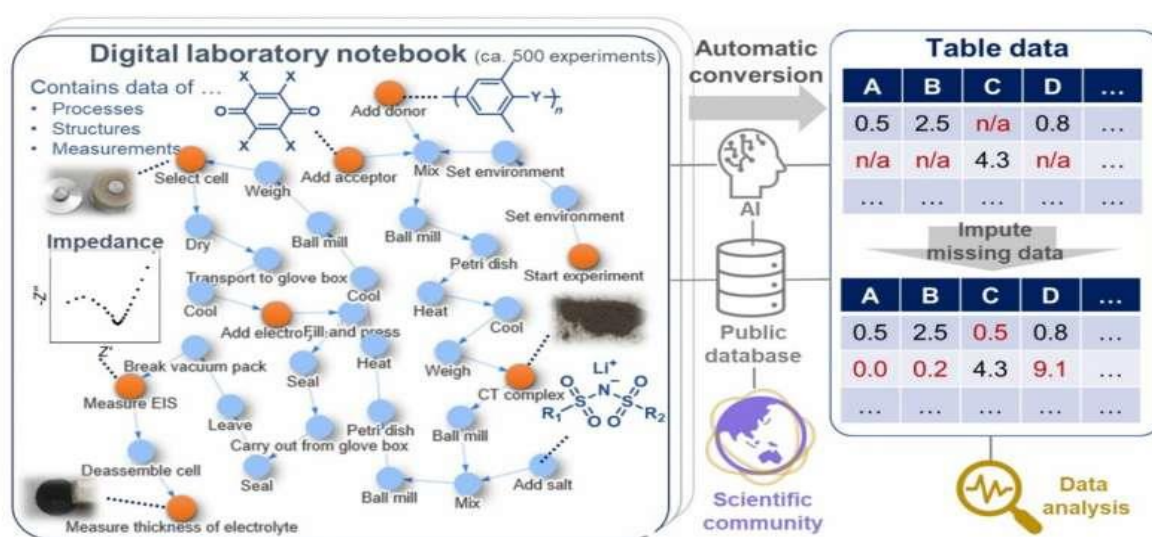 Digital laboratory notebook (ca. 500 experiments)
Contains data of ...
• Processes
• Structures
• Measurements
X
X
O
O
X
X
Add donor
Y
n
Select cell
Weigh
Add acceptor
Mix
Set environment
Dry
Ball mill
Ball mill
Set environment
Impedance
-Z''
Z'
Transport to glove box
Petri dish
Start experiment
Cool
Cool
Heat
Cool
Fill and press
Break vacuum pack
Seal
Heat
Weigh
CT complex
Li+
O
N-
O
S
S
R1
O
O
R2
Measure EIS
Leave
Carry out from glove box
Petri dish
Ball mill
Deassemble cell
Seal
Ball mill
Mix
Add salt
Measure thickness of electrolyte
Automatic
conversion
AI
Public
database
Scientific
community
Table data
A B C D ...
0.5 2.5 n/a 0.8 ...
n/a n/a 4.3 n/a ...
... ... ... ... ...
Impute
missing data
A B C D ...
0.5 2.5 0.5 0.8 ...
0.0 0.2 4.3 9.1 ...
... ... ... ... ...
Data
analysis